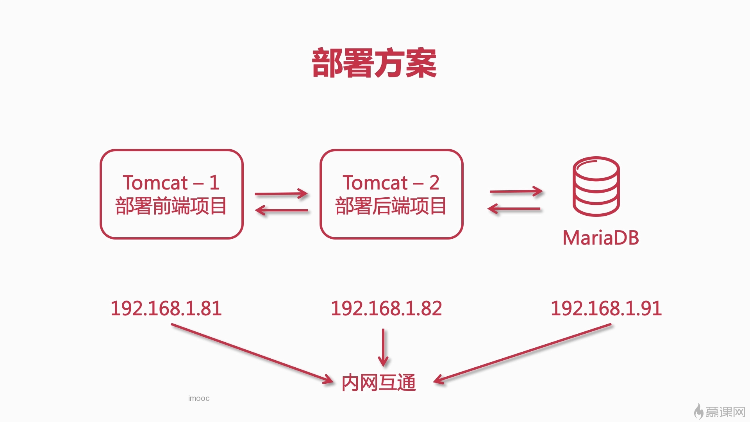 部署方案
Tomcat – 1
部署前端项目
Tomcat – 2
部署后端项目
MariaDB
192.168.1.81
192.168.1.82
192.168.1.91
内网互通
imooc
慕课网